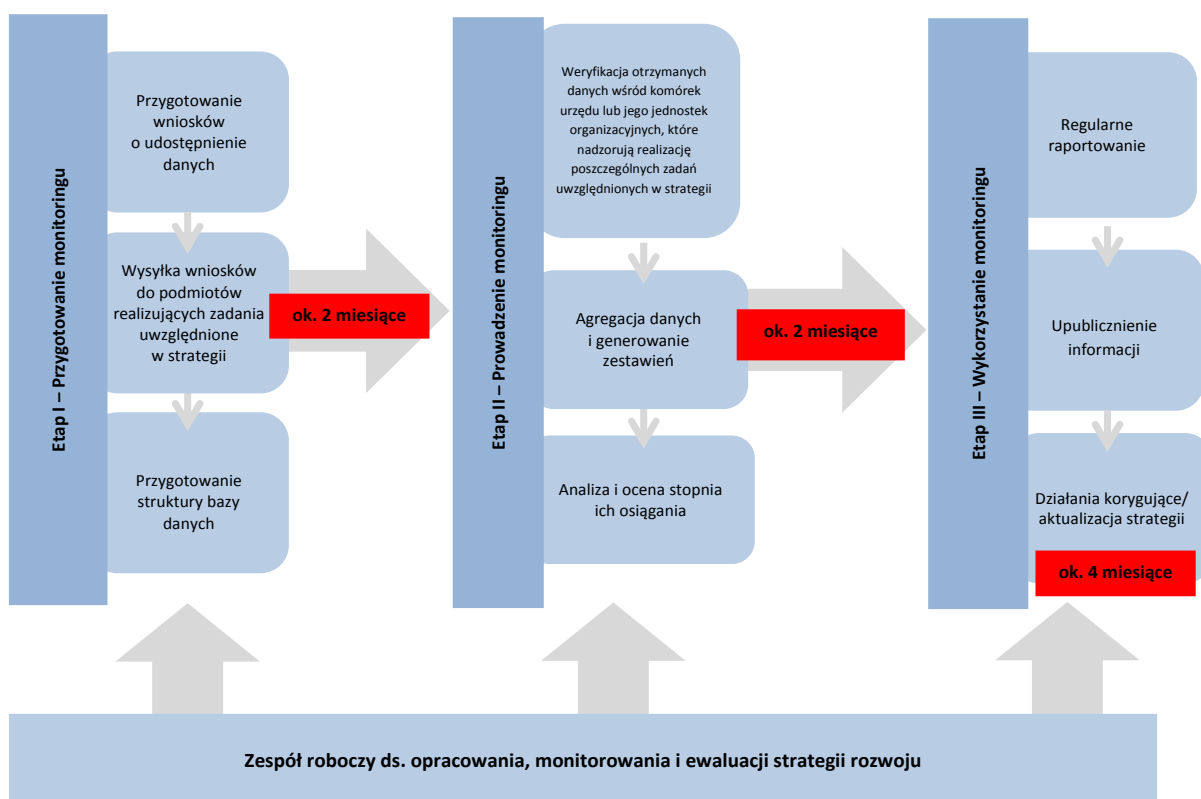 Etap I – Przygotowanie monitoringu
Przygotowanie
wniosków
o udostępnienie
danych
Wysyłka wniosków
do podmiotów
realizujących zadania
uwzględnione
w strategii
Przygotowanie
struktury bazy
danych
ok. 2 miesiące
Etap II – Prowadzenie monitoringu
Weryfikacja otrzymanych
danych wśród komórek
urzędu lub jego jednostek
organizacyjnych, które
nadzorują realizację
poszczególnych zadań
uwzględnionych w strategii
Agregacja danych
i generowanie
zestawień
Analiza i ocena stopnia
ich osiągania
ok. 2 miesiące
Etap III – Wykorzystanie monitoringu
Regularne
raportowanie
Upublicznienie
informacji
Działania korygujące/
aktualizacja strategii
ok. 4 miesiące
Zespół roboczy ds. opracowania, monitorowania i ewaluacji strategii rozwoju